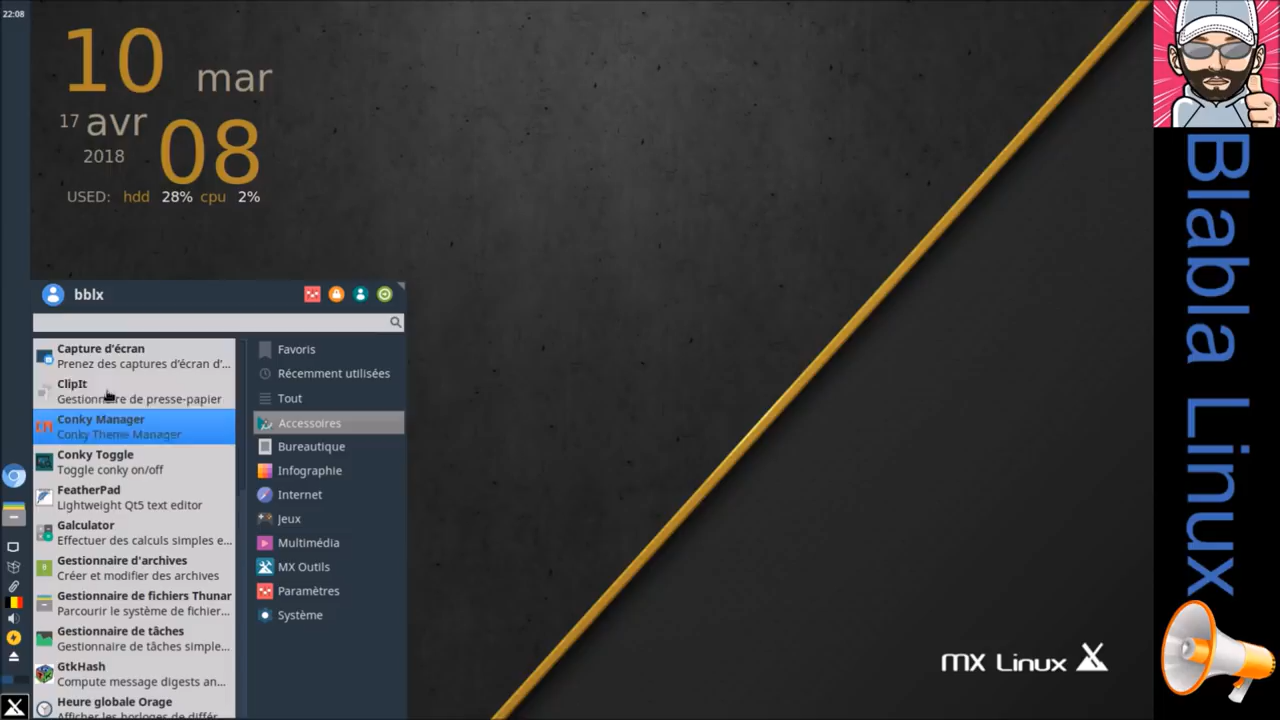 22:08
10 mar
17 avr
2018 08
USED: hdd 28% cpu 2%
bblx
Capture d'écran
Prenez des captures d'écran d'...
ClipIt
Gestionnaire de presse-papier
Conky Manager
Conky Theme Manager
Conky Toggle
Toggle conky on/off
FeatherPad
Lightweight Qt5 text editor
Galculator
Effectuer des calculs simples e...
Gestionnaire d'archives
Créer et modifier des archives
Gestionnaire de fichiers Thunar
Parcourir le système de fichier...
Gestionnaire de tâches
Gestionnaire de tâches simple...
GtkHash
Compute message digests an...
Heure globale Orage
Afficher les horloges de différ...
Favoris
Récemment utilisées
Tout
Accessoires
Bureautique
Infographie
Internet
Jeux
Multimédia
MX Outils
Paramètres
Système
MX Linux
Blabla Linux